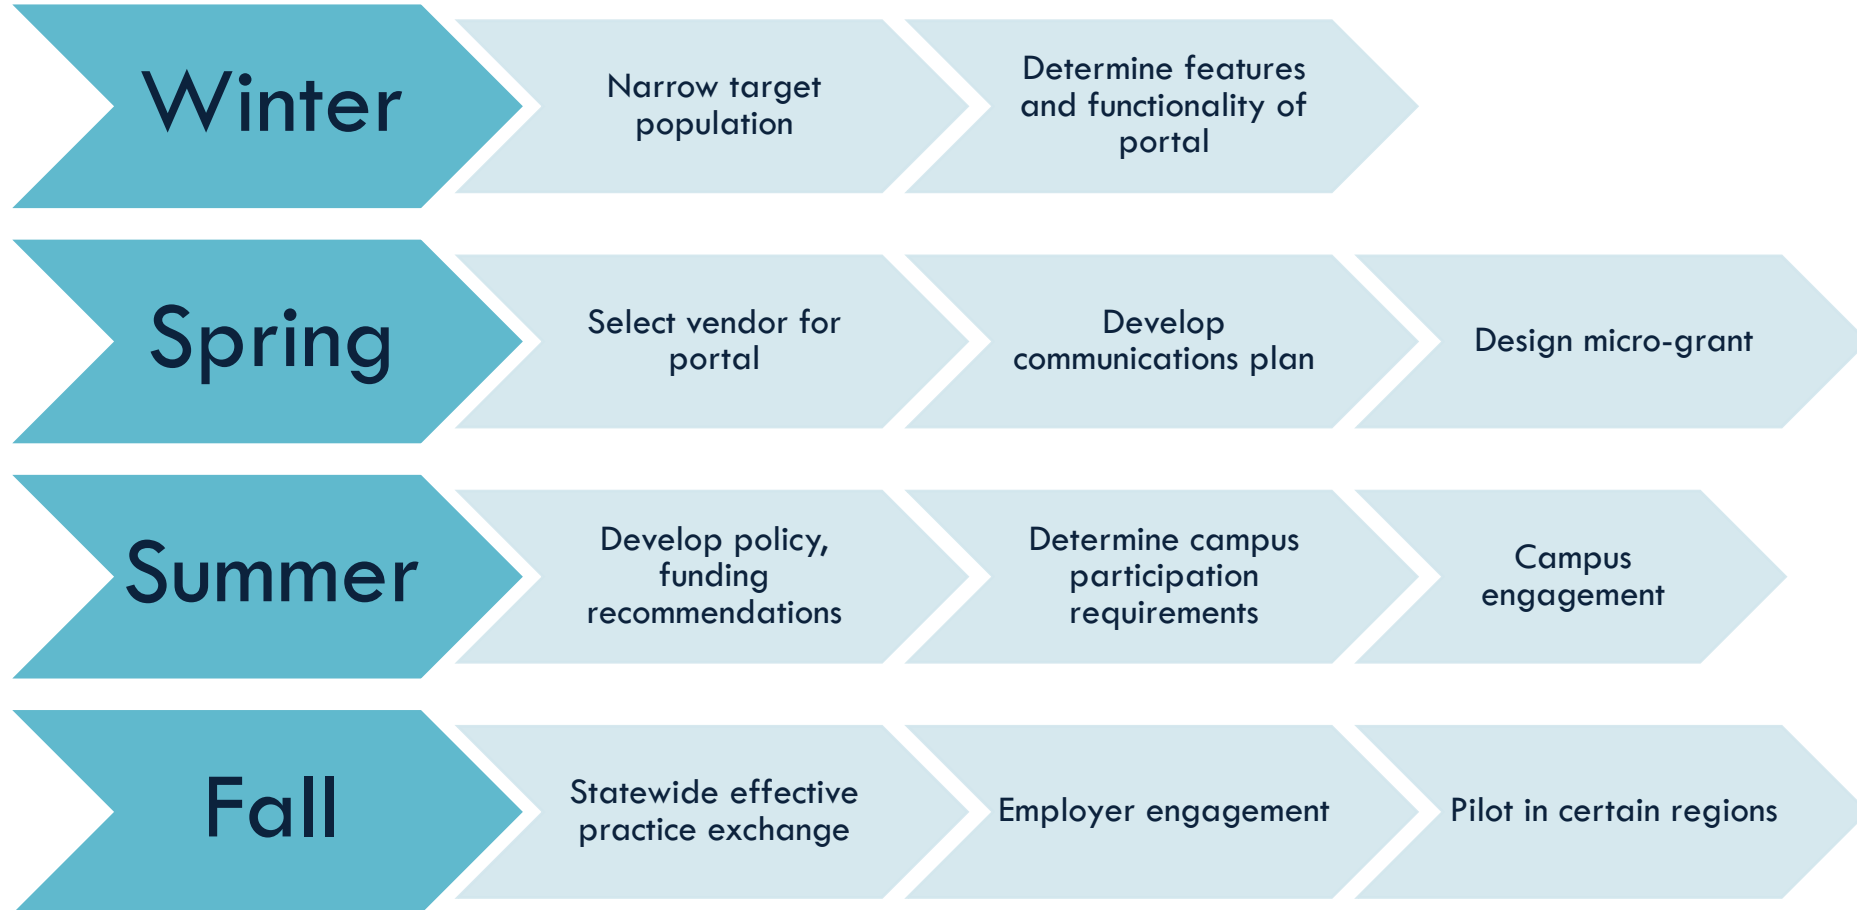 Winter
Narrow target
population
Determine features
and functionality of
portal
Spring
Select vendor for
portal
Develop
communications plan
Design micro-grant
Summer
Develop policy,
funding
recommendations
Determine campus
participation
requirements
Campus
engagement
Fall
Statewide effective
practice exchange
Employer engagement
Pilot in certain regions